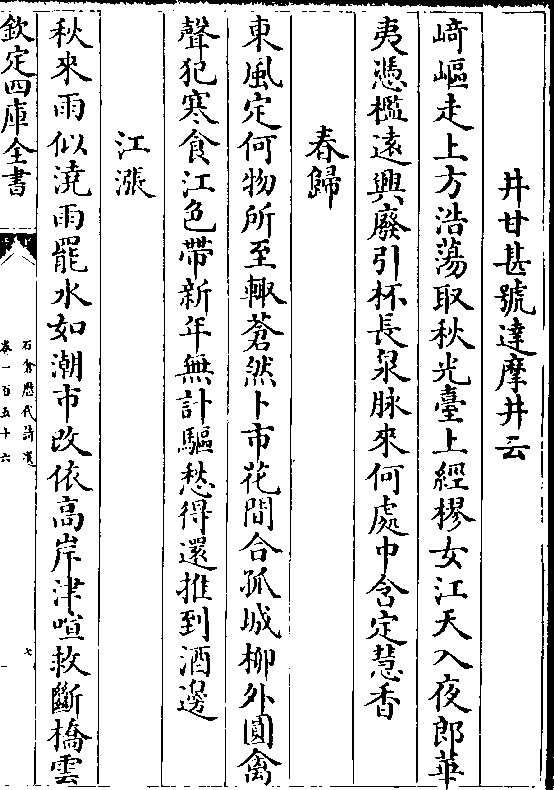 井甘甚號達摩井云
﨑嶇走上方浩蕩取秋光臺上經樛女江天入夜郎華
夷憑檻遠興廢引杯長泉脉來何處中含定慧香
春歸
東風定何物所至輙蒼然卜市花間合孤城柳外圓禽
聲犯寒食江色帶新年無計驅愁得還推到酒邊
江漲
秋來雨似澆雨罷水如潮市改依高岸津喧救斷橋雲
欽定四庫全書
石倉歷代詩選
卷一百五十六
七